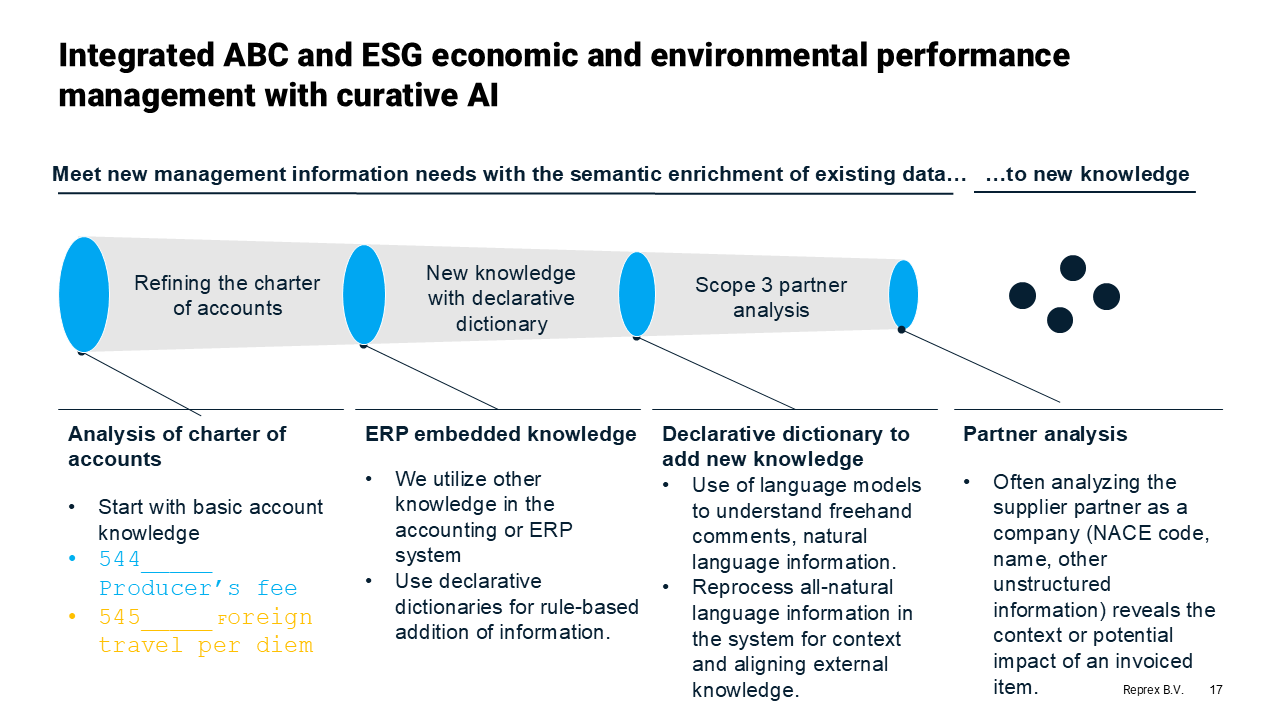 Integrated ABC and ESG economic and environmental performance
management with curative AI
Meet new management information needs with the semantic enrichment of existing data…
…to new knowledge
Refining the charter
of accounts
New knowledge
with declarative
dictionary
Scope 3 partner
analysis
Analysis of charter of
accounts
• Start with basic account
knowledge
• 544_____
Producer’s fee
• 545_____Foreign
travel per diem
ERP embedded knowledge
• We utilize other
knowledge in the
accounting or ERP
system
• Use declarative
dictionaries for rule-based
addition of information.
Declarative dictionary to
add new knowledge
• Use of language models
to understand freehand
comments, natural
language information.
• Reprocess all-natural
language information in
the system for context
and aligning external
knowledge.
Partner analysis
• Often analyzing the
supplier partner as a
company (NACE code,
name, other
unstructured
information) reveals the
context or potential
impact of an invoiced
item.
Reprex B.V. 17